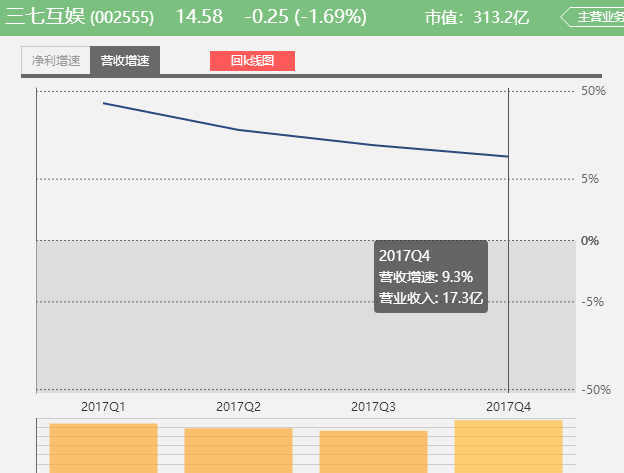 三七互娱 (002555) 14.58 -0.25 (-1.69%) 市值：313.2亿 主营业务
净利增速 营收增速 回k线图
50%
5%
0%
2017Q4
营收增速: 9.3%
营业收入: 17.3亿
-5%
-50%
2017Q1 2017Q2 2017Q3 2017Q4